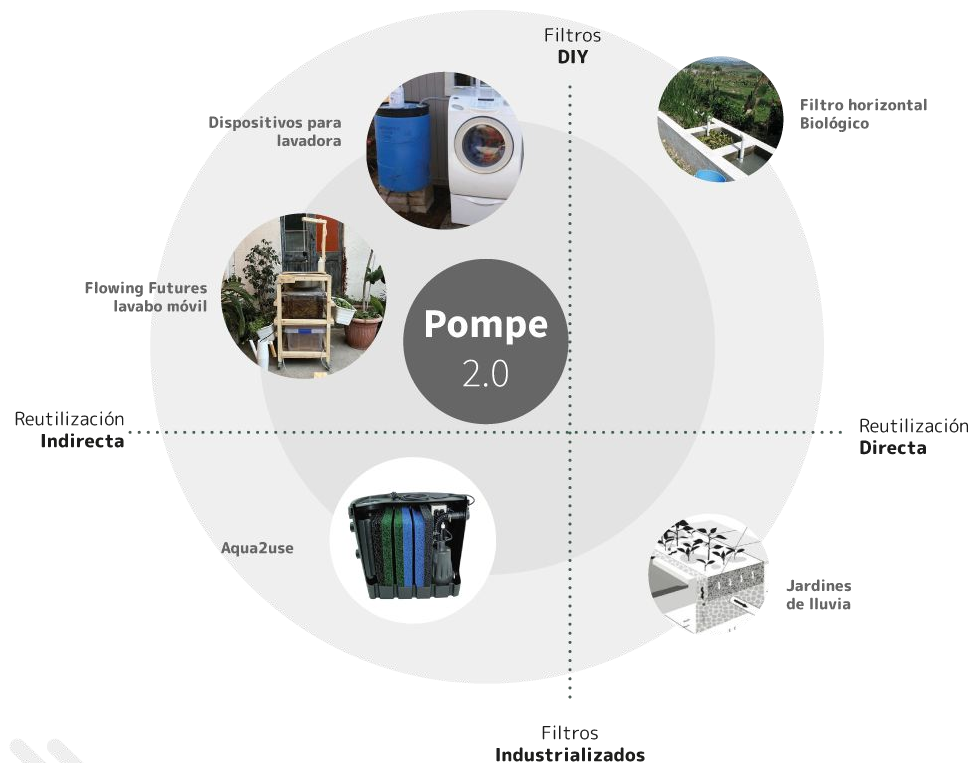 Filtros
DIY
Dispositivos para
lavadora
Filtro horizontal
Biológico
Flowing Futures
lavabo móvil
Pompe
2.0
Reutilización
Indirecta
Reutilización
Directa
Aqua2use
Jardines
de lluvia
Filtros
Industrializados